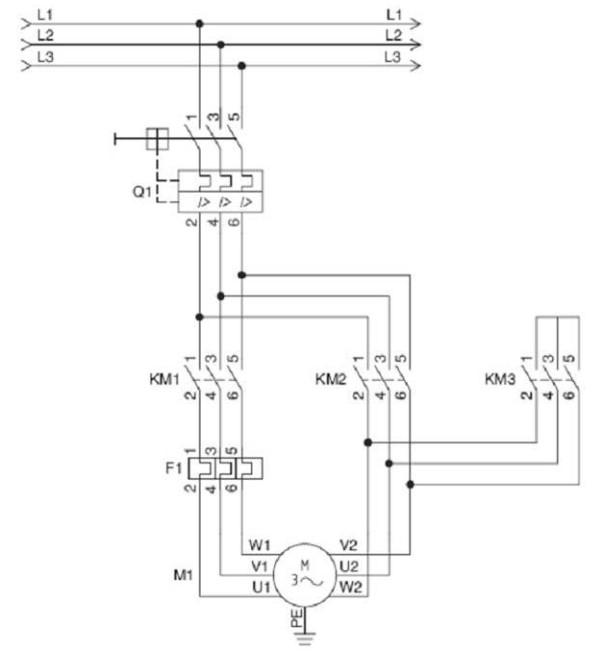 L1 L1
L2 L2
L3 L3
1 3 5
Q1
I> I> I>
2 4 6
1 3 5 1 3 5 1 3 5
KM1 KM2 KM3
2 4 6 2 4 6 2 4 6
1 3 5
F1
2 4 6
W1 M V2
V1 3 ~ U2
M1 U1 W2
PE